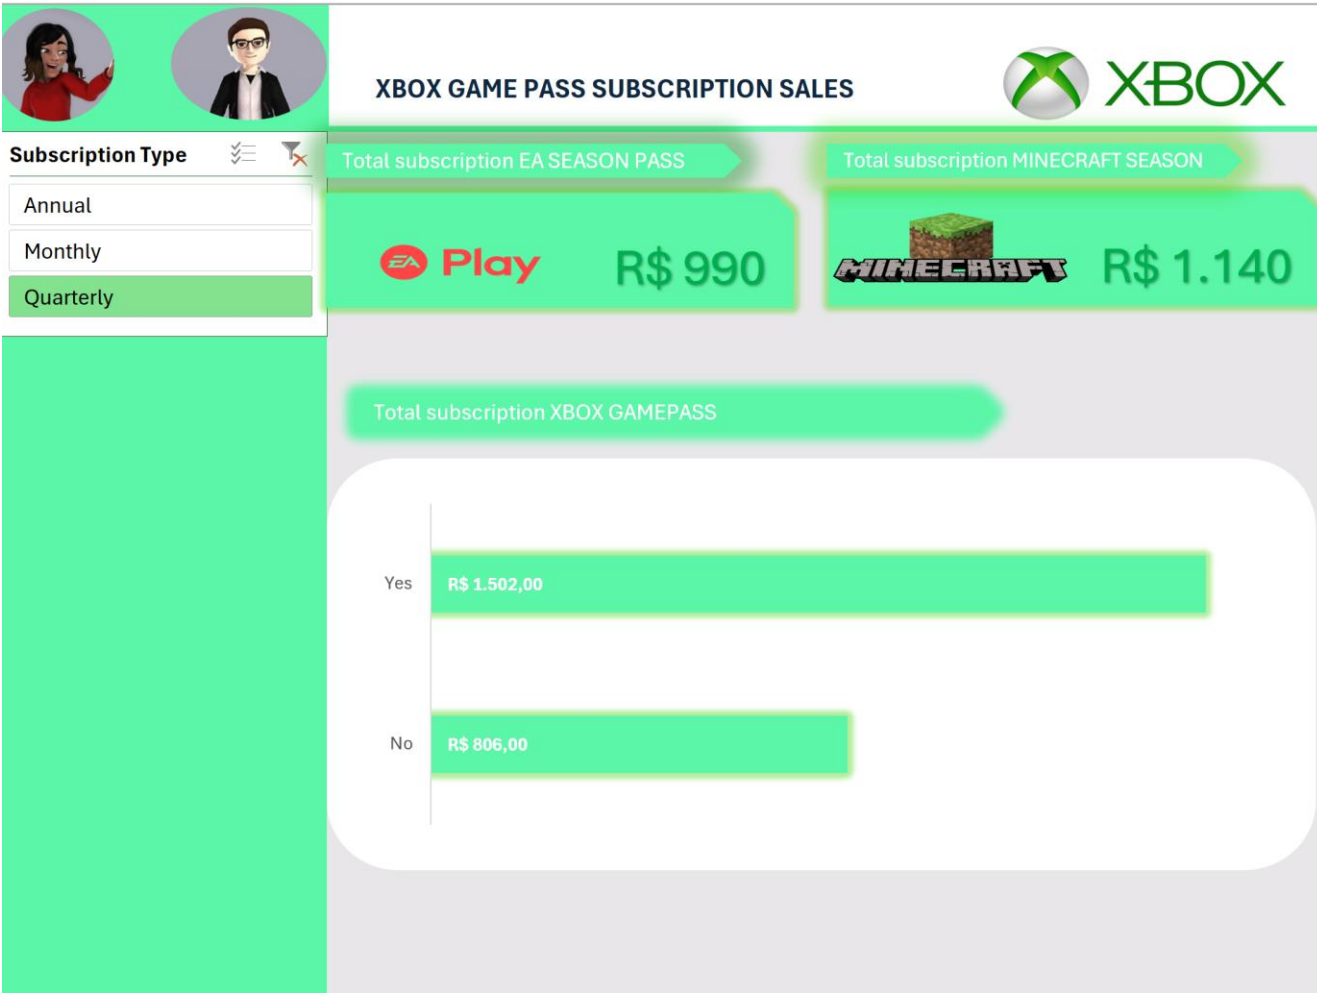 XBOX GAME PASS SUBSCRIPTION SALES
XBOX
Subscription Type
Annual
Monthly
Quarterly
Total subscription EA SEASON PASS
EA Play
R$ 990
Total subscription MINECRAFT SEASON
MINECRAFT
R$ 1.140
Total subscription XBOX GAMEPASS
Yes
R$ 1.502,00
No
R$ 806,00